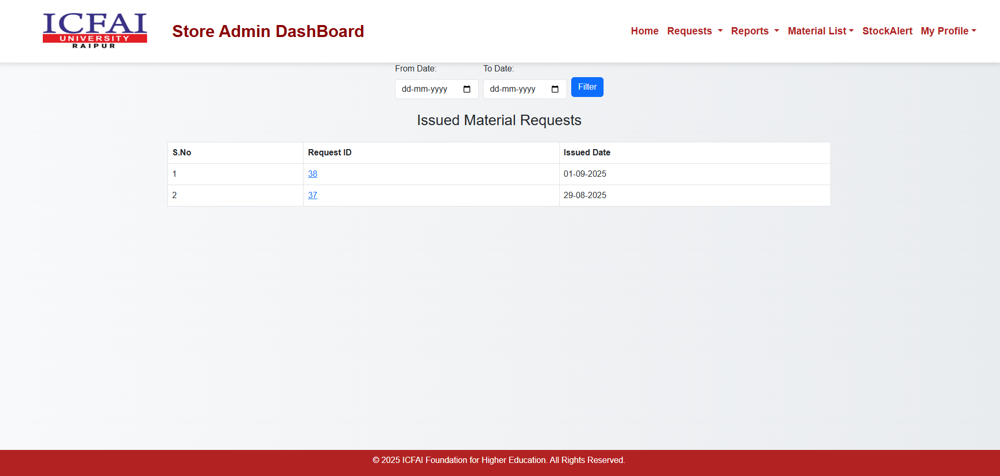 ICFAI
UNIVERSITY
RAIPUR
Store Admin DashBoard
Home Requests Reports Material List StockAlert My Profile
From Date: To Date:
dd-mm-yyyy dd-mm-yyyy Filter
Issued Material Requests
S.No Request ID Issued Date
1 38 01-09-2025
2 37 29-08-2025
© 2025 ICFAI Foundation for Higher Education. All Rights Reserved.